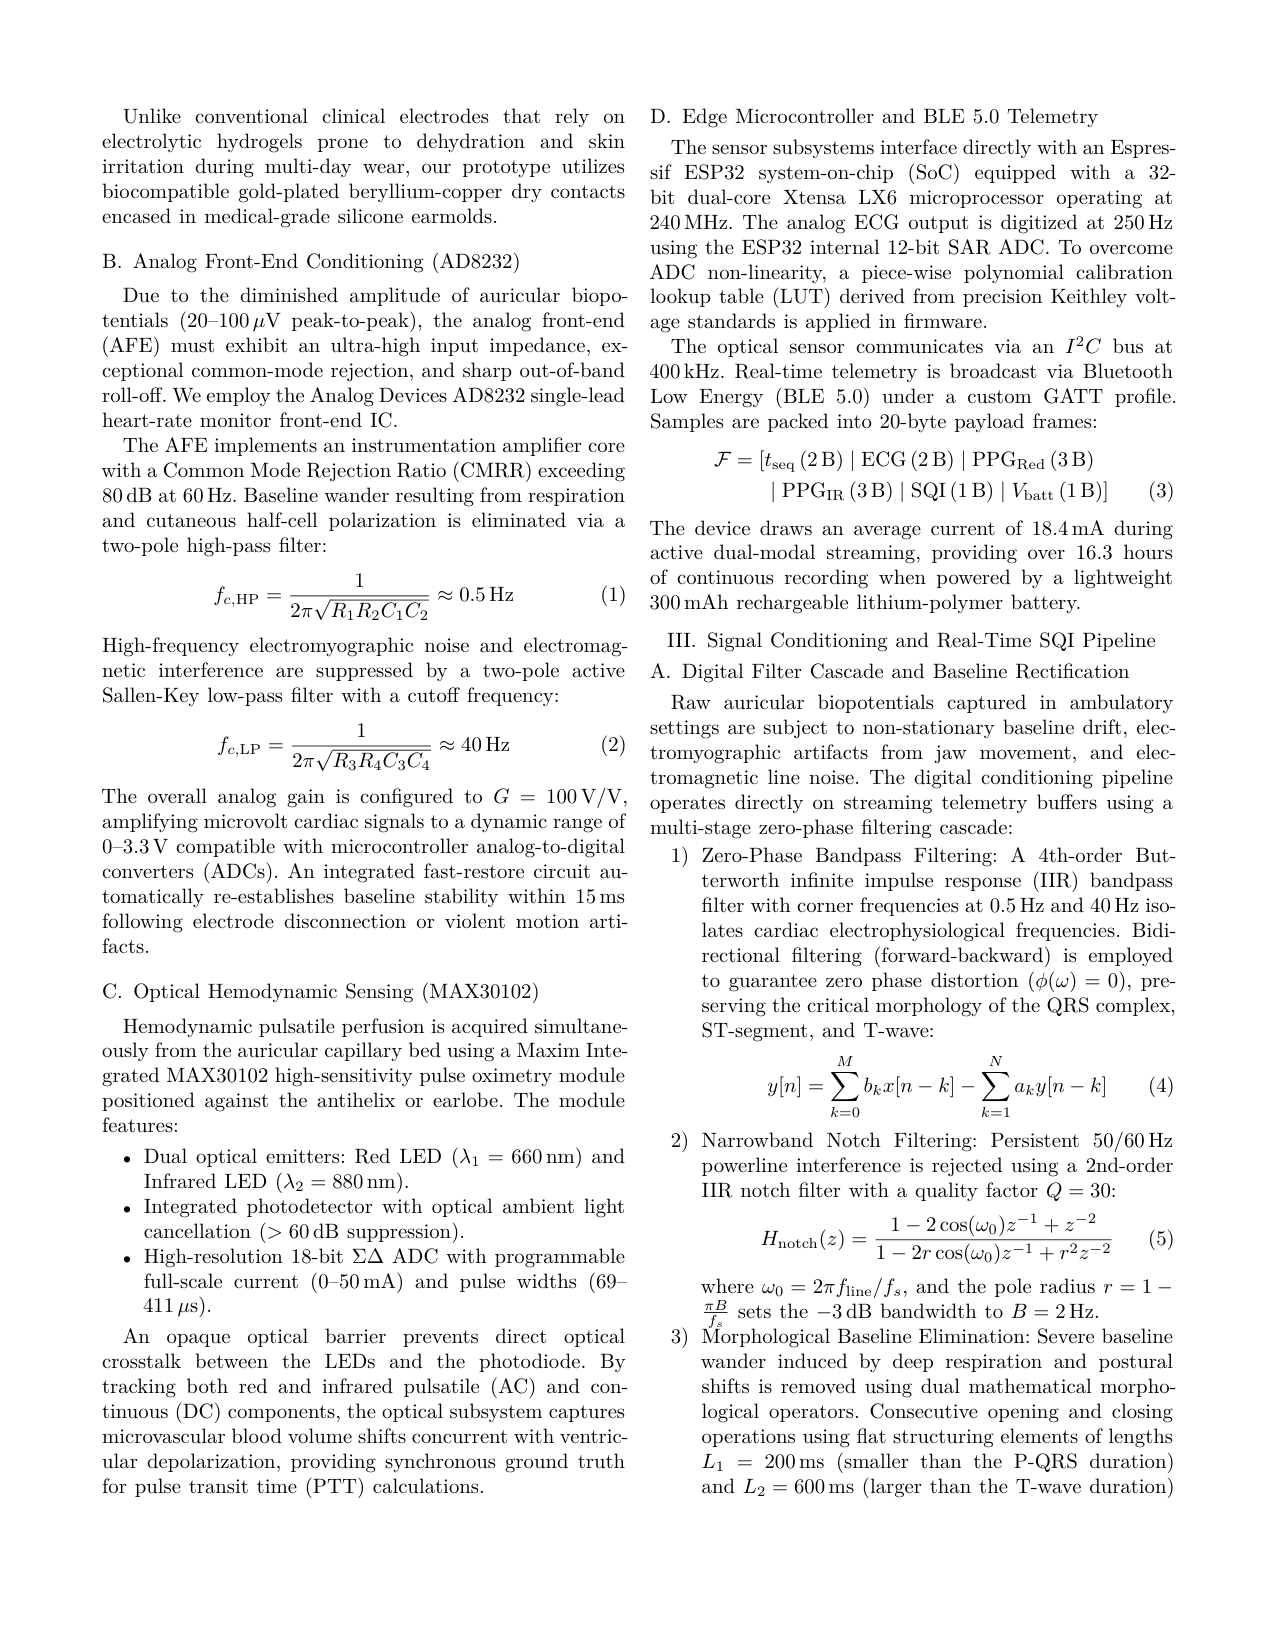 Unlike conventional clinical electrodes that rely on
electrolytic hydrogels prone to dehydration and skin
irritation during multi-day wear, our prototype utilizes
biocompatible gold-plated beryllium-copper dry contacts
encased in medical-grade silicone earmolds.
B. Analog Front-End Conditioning (AD8232)
Due to the diminished amplitude of auricular biopo-
tentials (20–100 μV peak-to-peak), the analog front-end
(AFE) must exhibit an ultra-high input impedance, ex-
ceptional common-mode rejection, and sharp out-of-band
roll-off. We employ the Analog Devices AD8232 single-lead
heart-rate monitor front-end IC.
The AFE implements an instrumentation amplifier core
with a Common Mode Rejection Ratio (CMRR) exceeding
80 dB at 60 Hz. Baseline wander resulting from respiration
and cutaneous half-cell polarization is eliminated via a
two-pole high-pass filter:
f_{c,HP} = 1 / (2π√(R₁R₂C₁C₂)) ≈ 0.5 Hz (1)
High-frequency electromyographic noise and electromag-
netic interference are suppressed by a two-pole active
Sallen-Key low-pass filter with a cutoff frequency:
f_{c,LP} = 1 / (2π√(R₃R₄C₃C₄)) ≈ 40 Hz (2)
The overall analog gain is configured to G = 100 V/V,
amplifying microvolt cardiac signals to a dynamic range of
0–3.3 V compatible with microcontroller analog-to-digital
converters (ADCs). An integrated fast-restore circuit au-
tomatically re-establishes baseline stability within 15 ms
following electrode disconnection or violent motion arti-
facts.
C. Optical Hemodynamic Sensing (MAX30102)
Hemodynamic pulsatile perfusion is acquired simultane-
ously from the auricular capillary bed using a Maxim Inte-
grated MAX30102 high-sensitivity pulse oximetry module
positioned against the antihelix or earlobe. The module
features:
• Dual optical emitters: Red LED (λ₁ = 660 nm) and
Infrared LED (λ₂ = 880 nm).
• Integrated photodetector with optical ambient light
cancellation (> 60 dB suppression).
• High-resolution 18-bit ΣΔ ADC with programmable
full-scale current (0–50 mA) and pulse widths (69–
411 μs).
An opaque optical barrier prevents direct optical
crosstalk between the LEDs and the photodiode. By
tracking both red and infrared pulsatile (AC) and con-
tinuous (DC) components, the optical subsystem captures
microvascular blood volume shifts concurrent with ventric-
ular depolarization, providing synchronous ground truth
for pulse transit time (PTT) calculations.
D. Edge Microcontroller and BLE 5.0 Telemetry
The sensor subsystems interface directly with an Espres-
sif ESP32 system-on-chip (SoC) equipped with a 32-
bit dual-core Xtensa LX6 microprocessor operating at
240 MHz. The analog ECG output is digitized at 250 Hz
using the ESP32 internal 12-bit SAR ADC. To overcome
ADC non-linearity, a piece-wise polynomial calibration
lookup table (LUT) derived from precision Keithley volt-
age standards is applied in firmware.
The optical sensor communicates via an I²C bus at
400 kHz. Real-time telemetry is broadcast via Bluetooth
Low Energy (BLE 5.0) under a custom GATT profile.
Samples are packed into 20-byte payload frames:
ℱ = [t_seq (2 B) | ECG (2 B) | PPG_Red (3 B)
| PPG_IR (3 B) | SQI (1 B) | V_batt (1 B)] (3)
The device draws an average current of 18.4 mA during
active dual-modal streaming, providing over 16.3 hours
of continuous recording when powered by a lightweight
300 mAh rechargeable lithium-polymer battery.
III. Signal Conditioning and Real-Time SQI Pipeline
A. Digital Filter Cascade and Baseline Rectification
Raw auricular biopotentials captured in ambulatory
settings are subject to non-stationary baseline drift, elec-
tromyographic artifacts from jaw movement, and elec-
tromagnetic line noise. The digital conditioning pipeline
operates directly on streaming telemetry buffers using a
multi-stage zero-phase filtering cascade:
1) Zero-Phase Bandpass Filtering: A 4th-order But-
terworth infinite impulse response (IIR) bandpass
filter with corner frequencies at 0.5 Hz and 40 Hz iso-
lates cardiac electrophysiological frequencies. Bidi-
rectional filtering (forward-backward) is employed
to guarantee zero phase distortion (ϕ(ω) = 0), pre-
serving the critical morphology of the QRS complex,
ST-segment, and T-wave:
y[n] = ∑_{k=0}^{M} b_k x[n − k] − ∑_{k=1}^{N} a_k y[n − k] (4)
2) Narrowband Notch Filtering: Persistent 50/60 Hz
powerline interference is rejected using a 2nd-order
IIR notch filter with a quality factor Q = 30:
H_notch(z) = (1 − 2 cos(ω₀)z⁻¹ + z⁻²) / (1 − 2r cos(ω₀)z⁻¹ + r²z⁻²) (5)
where ω₀ = 2πf_line/f_s, and the pole radius r = 1 −
πB/f_s sets the −3 dB bandwidth to B = 2 Hz.
3) Morphological Baseline Elimination: Severe baseline
wander induced by deep respiration and postural
shifts is removed using dual mathematical morpho-
logical operators. Consecutive opening and closing
operations using flat structuring elements of lengths
L₁ = 200 ms (smaller than the P-QRS duration)
and L₂ = 600 ms (larger than the T-wave duration)